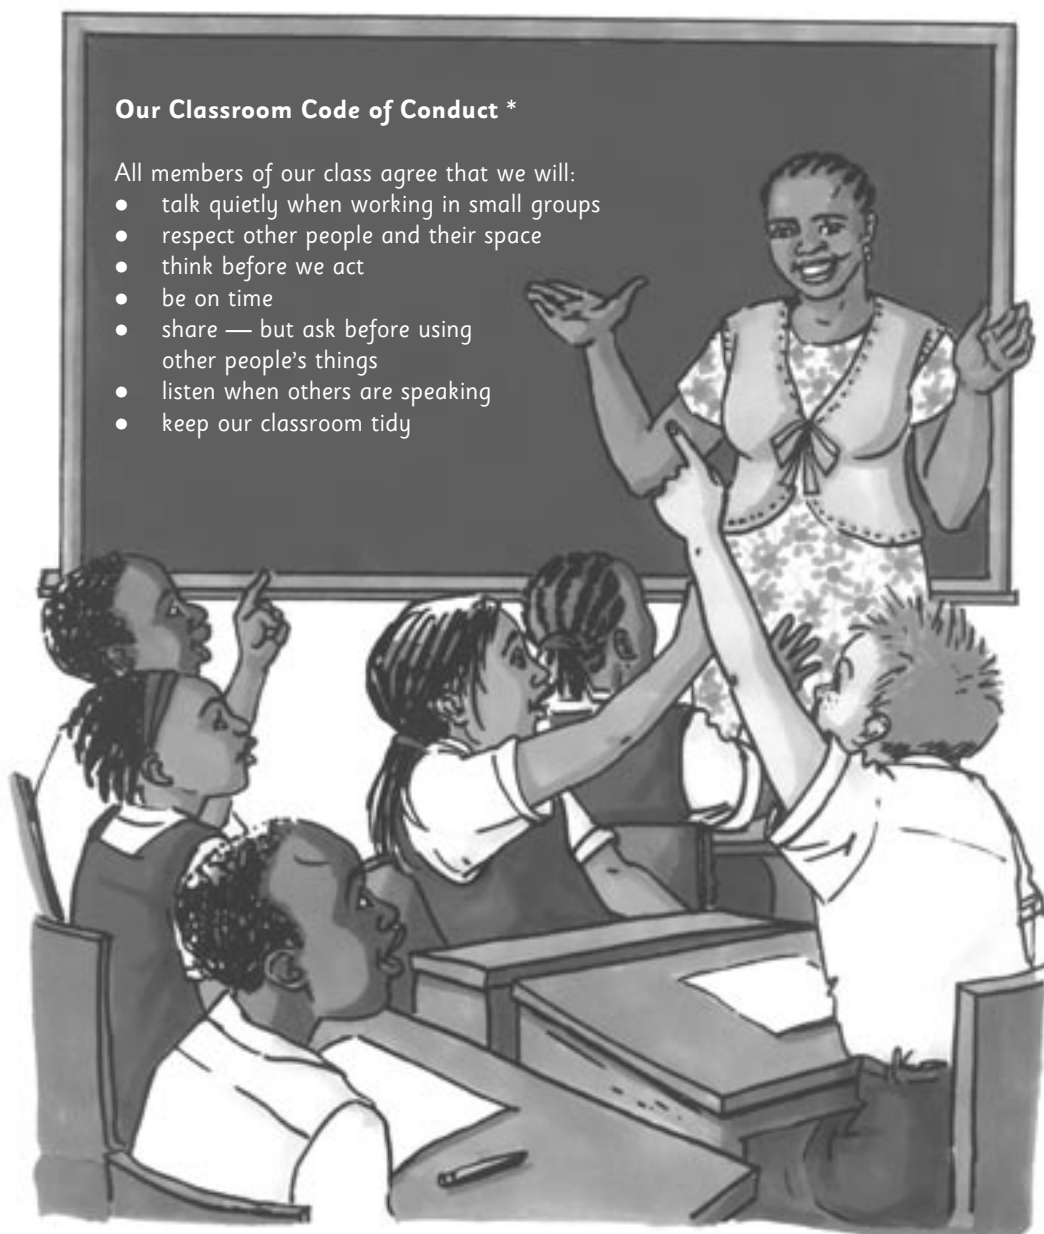 Our Classroom Code of Conduct *
All members of our class agree that we will:
● talk quietly when working in small groups
● respect other people and their space
● think before we act
● be on time
● share — but ask before using
other people's things
● listen when others are speaking
● keep our classroom tidy